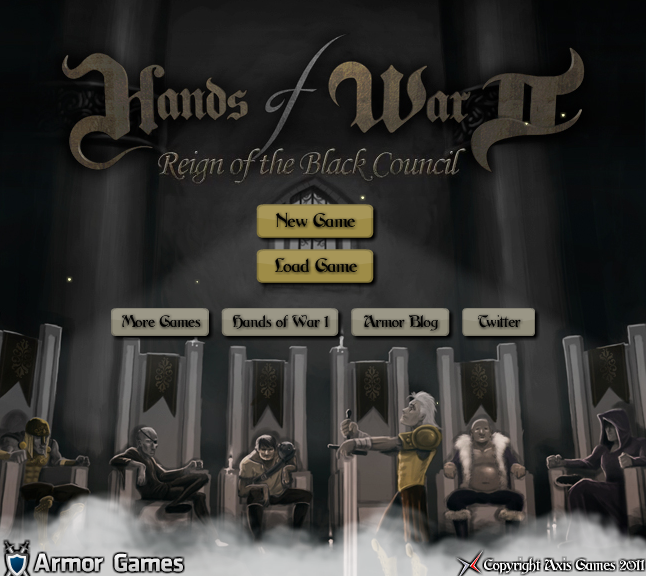 Hands of War II
Reign of the Black Council
New Game
Load Game
More Games Hands of War 1 Armor Blog Twitter
Armor Games Copyright Axis Games 2011